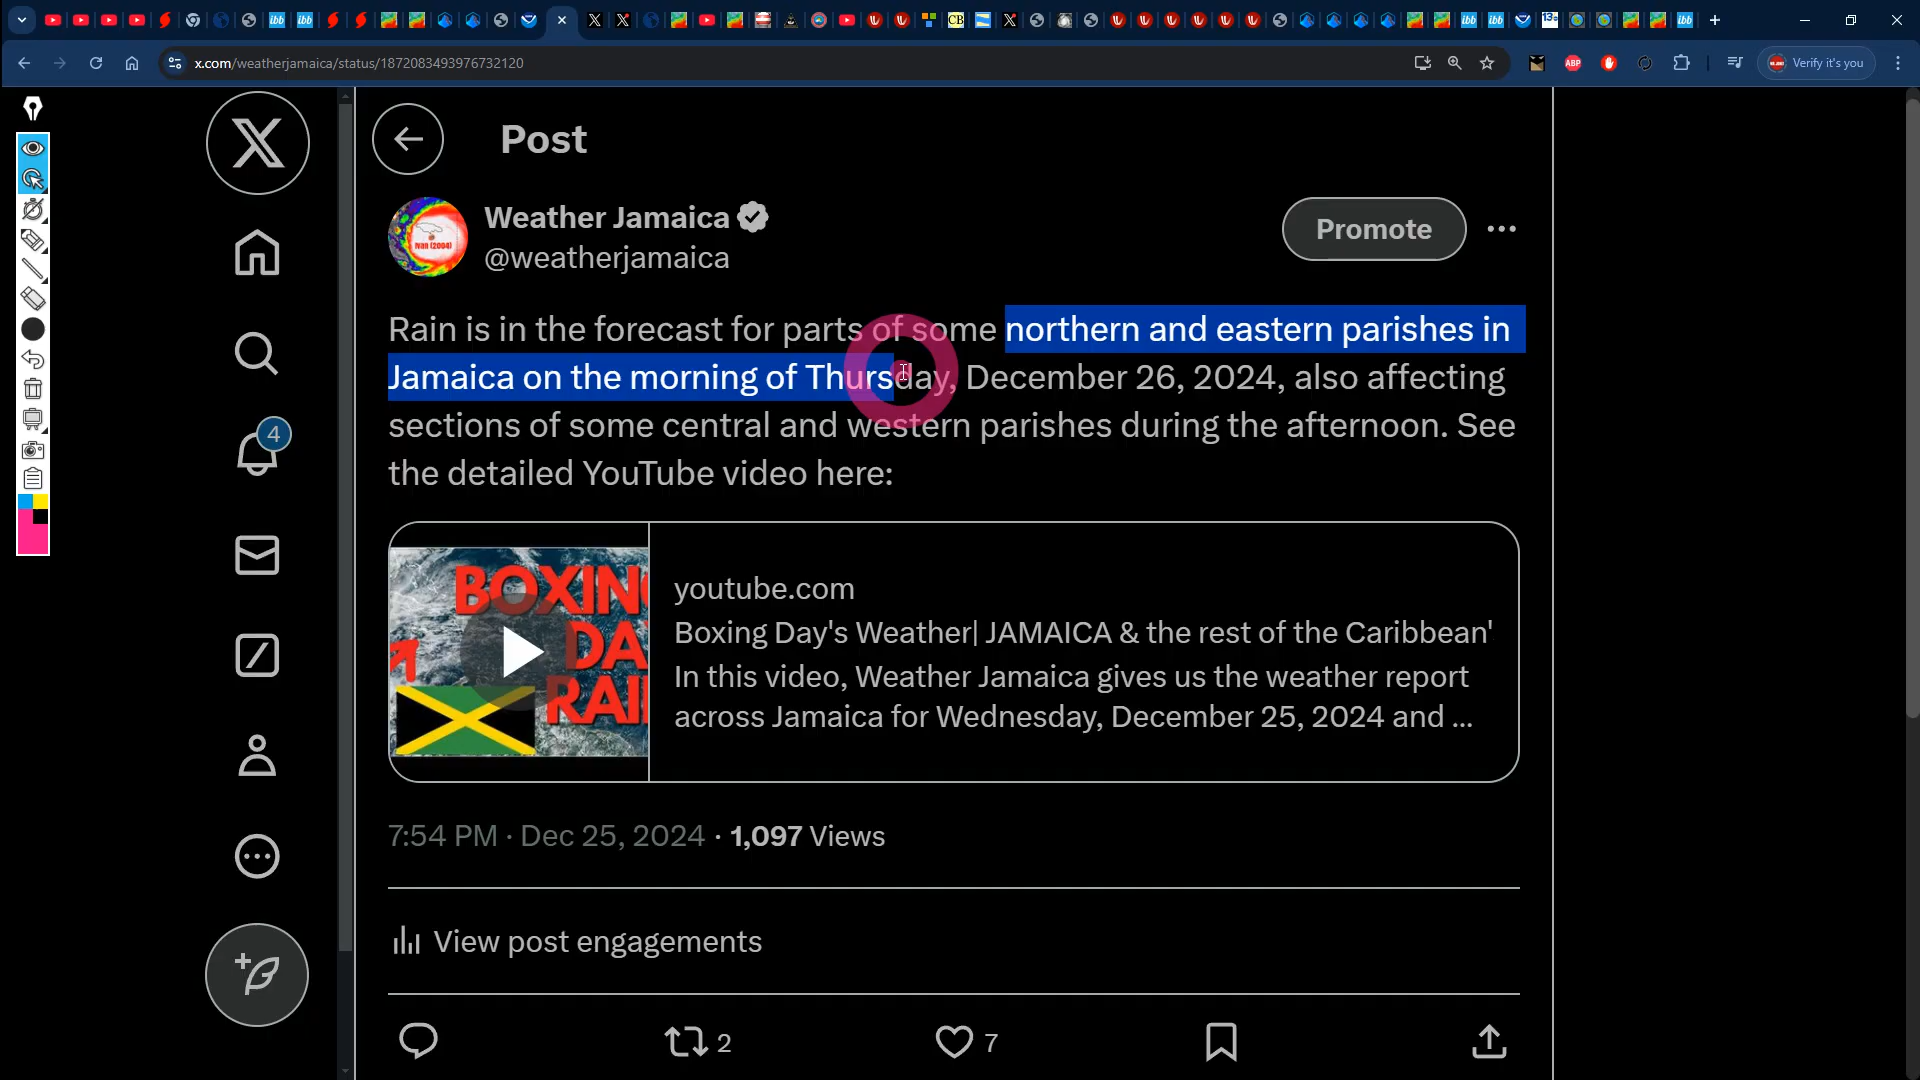 x.com/weatherjamaica/status/1872083493976732120
Verify it's you
Post
Weather Jamaica
@weatherjamaica
Promote
Rain is in the forecast for parts of some northern and eastern parishes in
Jamaica on the morning of Thursday, December 26, 2024, also affecting
sections of some central and western parishes during the afternoon. See
the detailed YouTube video here:
4
Ivan (2004)
BOXING
DA
RAI
youtube.com
Boxing Day's Weather| JAMAICA & the rest of the Caribbean'
In this video, Weather Jamaica gives us the weather report
across Jamaica for Wednesday, December 25, 2024 and ...
7:54 PM · Dec 25, 2024 · 1,097 Views
View post engagements
2
7